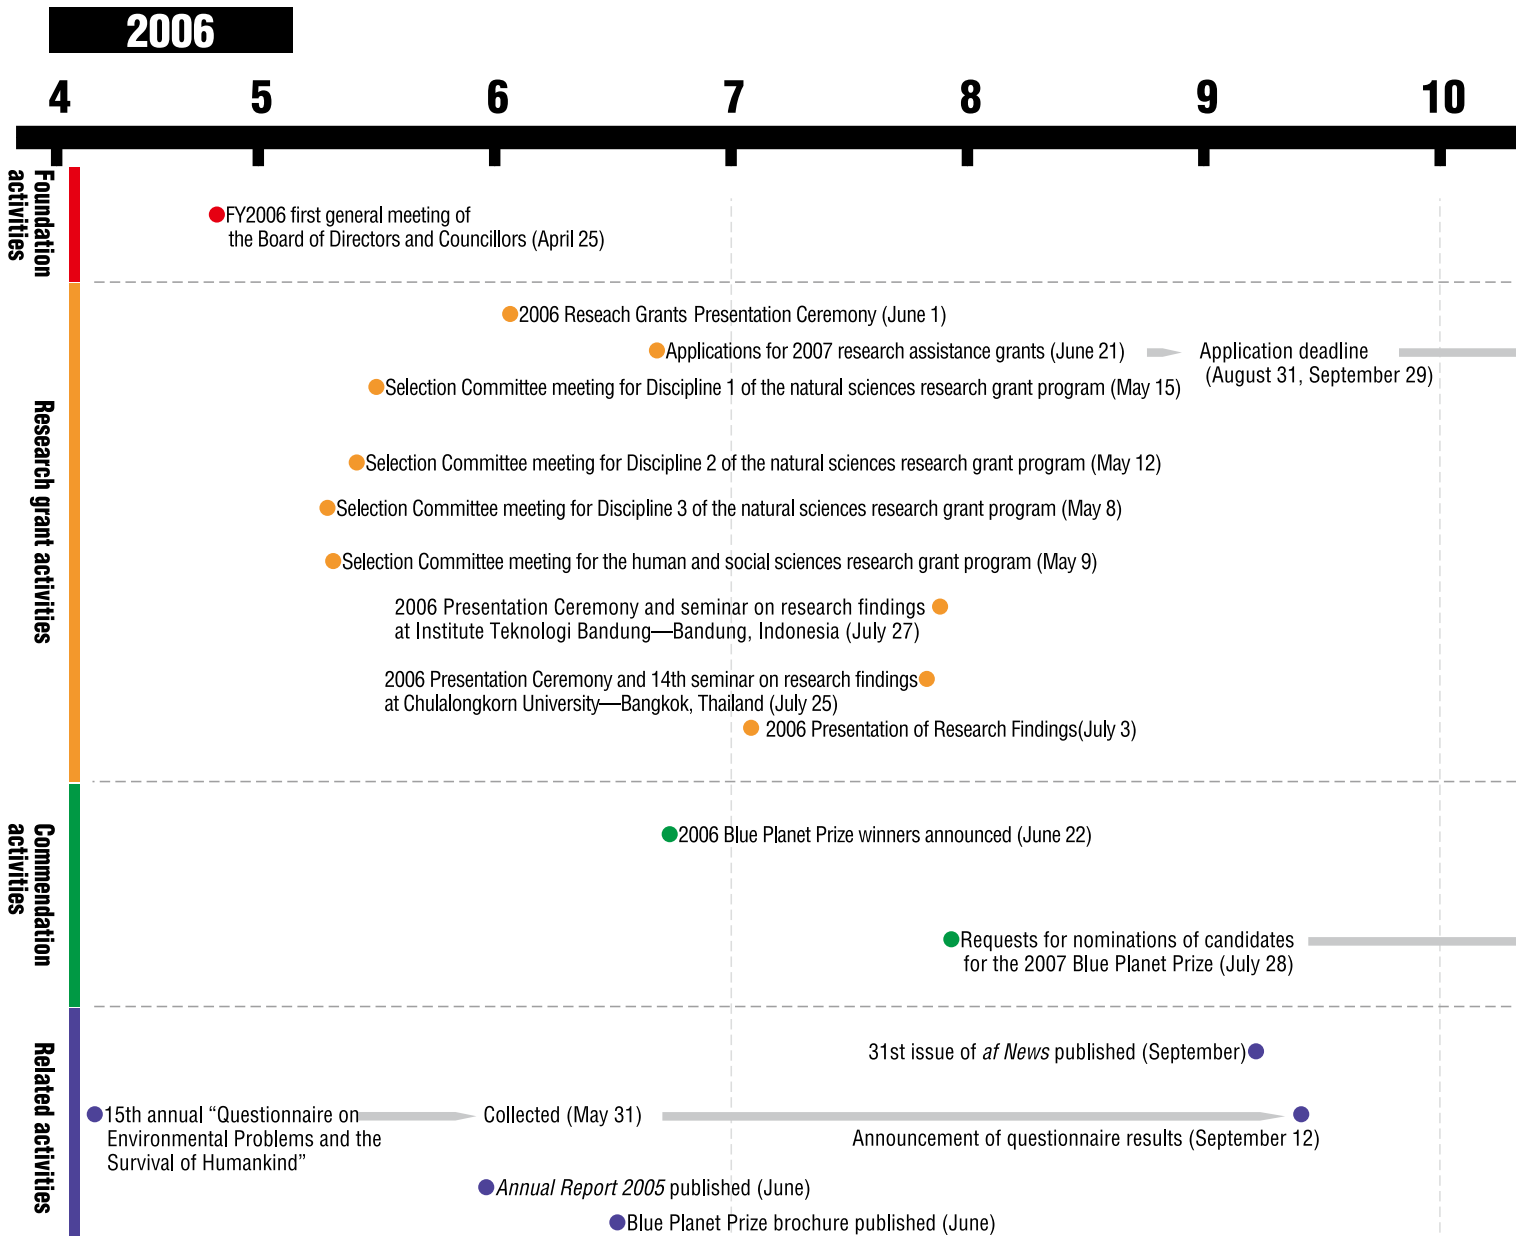 2006
4 5 6 7 8 9 10
Foundation
activities
FY2006 first general meeting of
the Board of Directors and Councillors (April 25)
Research grant activities
2006 Reseach Grants Presentation Ceremony (June 1)
Applications for 2007 research assistance grants (June 21)
Application deadline
(August 31, September 29)
Selection Committee meeting for Discipline 1 of the natural sciences research grant program (May 15)
Selection Committee meeting for Discipline 2 of the natural sciences research grant program (May 12)
Selection Committee meeting for Discipline 3 of the natural sciences research grant program (May 8)
Selection Committee meeting for the human and social sciences research grant program (May 9)
2006 Presentation Ceremony and seminar on research findings
at Institute Teknologi Bandung—Bandung, Indonesia (July 27)
2006 Presentation Ceremony and 14th seminar on research findings
at Chulalongkorn University—Bangkok, Thailand (July 25)
2006 Presentation of Research Findings(July 3)
Commendation
activities
2006 Blue Planet Prize winners announced (June 22)
Requests for nominations of candidates
for the 2007 Blue Planet Prize (July 28)
Related activities
31st issue of af News published (September)
15th annual “Questionnaire on
Environmental Problems and the
Survival of Humankind”
Collected (May 31)
Announcement of questionnaire results (September 12)
Annual Report 2005 published (June)
Blue Planet Prize brochure published (June)